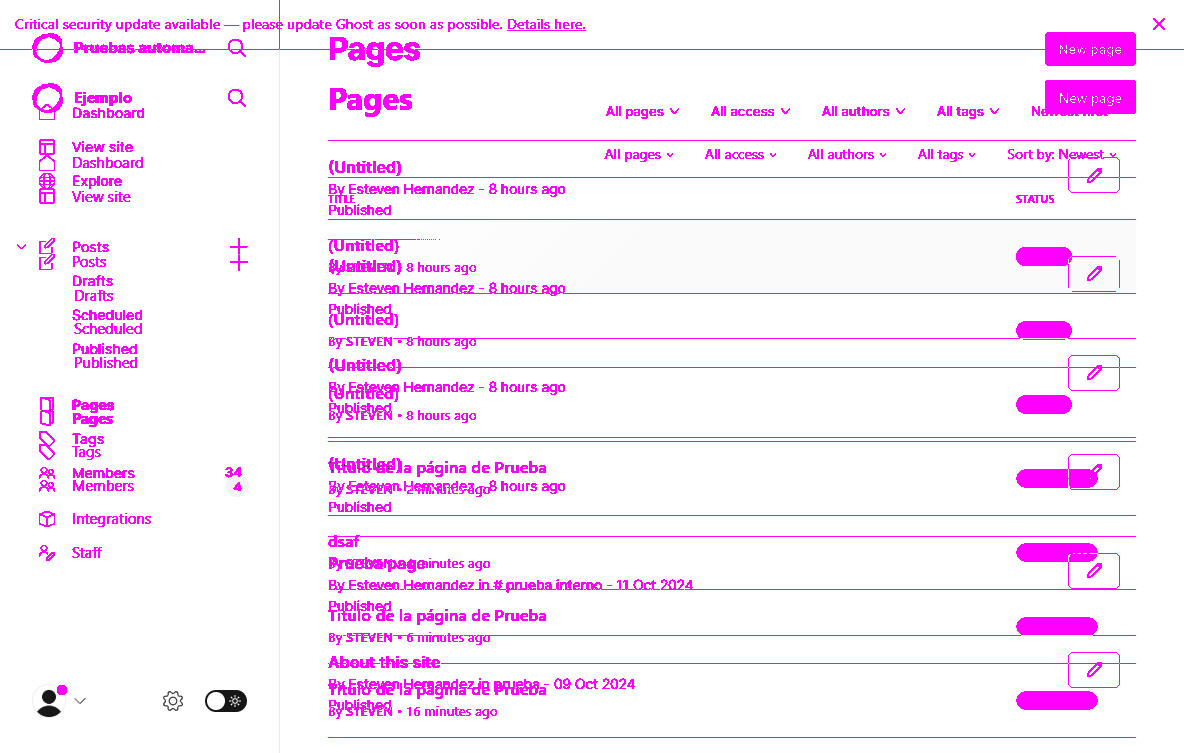 Critical security update available — please update Ghost as soon as possible. Details here.
Pruebas automa...
Pages
New page
Ejemplo
Pages
New page
Dashboard
All pages
All access
All authors
All tags
View site
Dashboard
All pages
All access
All authors
All tags
Sort by: Newest
Explore
View site
(Untitled)
By Esteven Hernandez - 8 hours ago
TITLE
STATUS
Published
Posts
Posts
(Untitled)
8 hours ago
(Untitled)
By Esteven Hernandez - 8 hours ago
Published
Drafts
Drafts
Scheduled
Scheduled
Published
Published
(Untitled)
By STEVEN • 8 hours ago
(Untitled)
By Esteven Hernandez - 8 hours ago
(Untitled)
Published
By STEVEN • 8 hours ago
Pages
Pages
Tags
Tags
Members 34
Members 4
Integrations
Staff
(Untitled)
Titulo de la página de Prueba
By Esteven Hernandez - 8 hours ago
By STEVEN • 2 minutes ago
Published
dsaf
Prueba page
minutes ago
By Esteven Hernandez in # prueba interno - 11 Oct 2024
Published
Titulo de la página de Prueba
By STEVEN • 6 minutes ago
About this site
By Esteven Hernandez in prueba - 09 Oct 2024
Titulo de la página de Prueba
Published
By STEVEN • 16 minutes ago